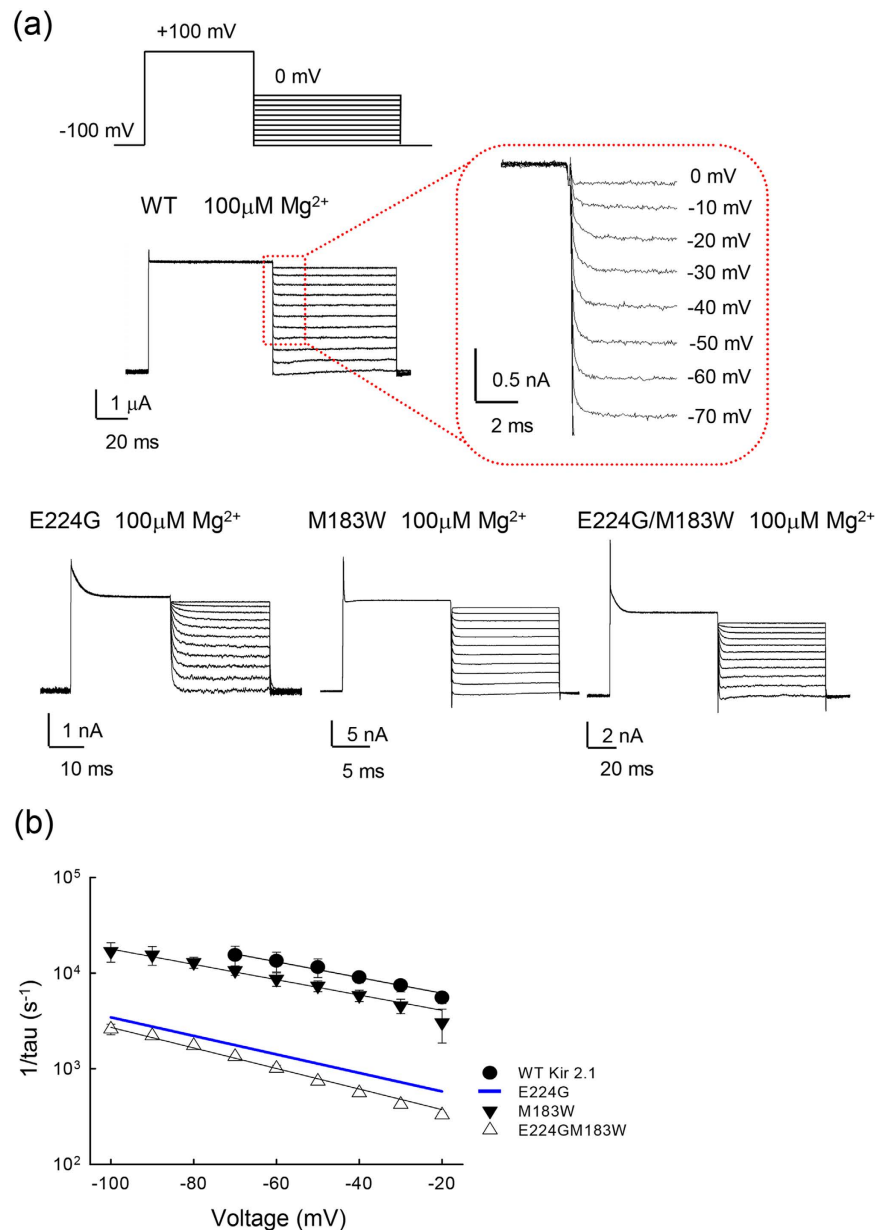 (a)
+100 mV
0 mV
-100 mV
WT 100μM Mg²⁺
1 μA
20 ms
0 mV
-10 mV
-20 mV
-30 mV
-40 mV
-50 mV
-60 mV
-70 mV
0.5 nA
2 ms
E224G 100μM Mg²⁺
1 nA
10 ms
M183W 100μM Mg²⁺
5 nA
5 ms
E224G/M183W 100μM Mg²⁺
2 nA
20 ms
(b)
1/tau (s⁻¹)
10⁵
10⁴
10³
10²
-100 -80 -60 -40 -20
Voltage (mV)
WT Kir 2.1
E224G
M183W
E224GM183W